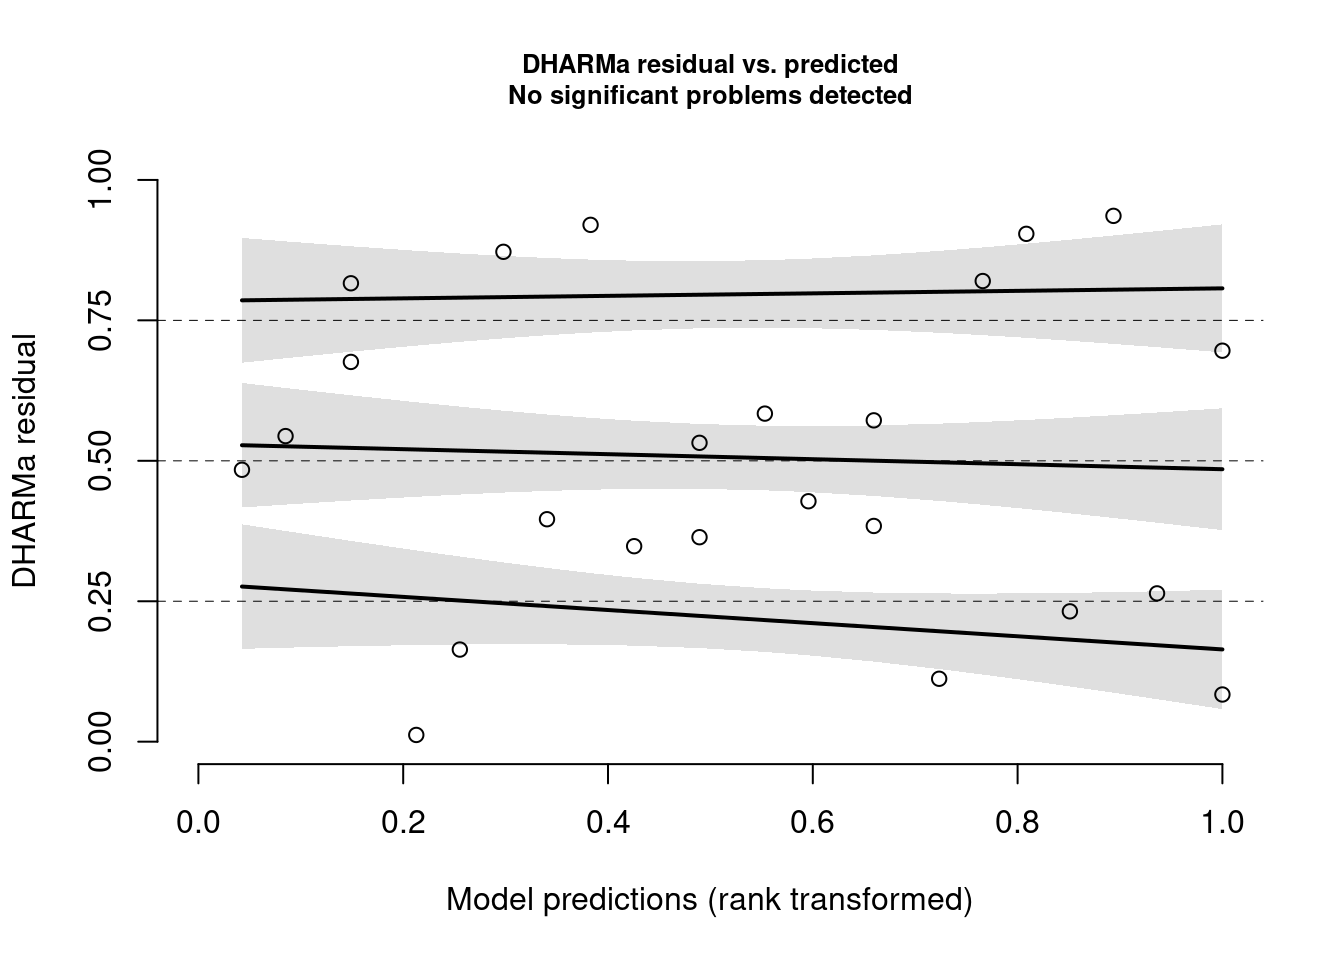 DHARMa residual vs. predicted
No significant problems detected
DHARMa residual
1.00
0.75
0.50
0.25
0.00
0.0 0.2 0.4 0.6 0.8 1.0
Model predictions (rank transformed)